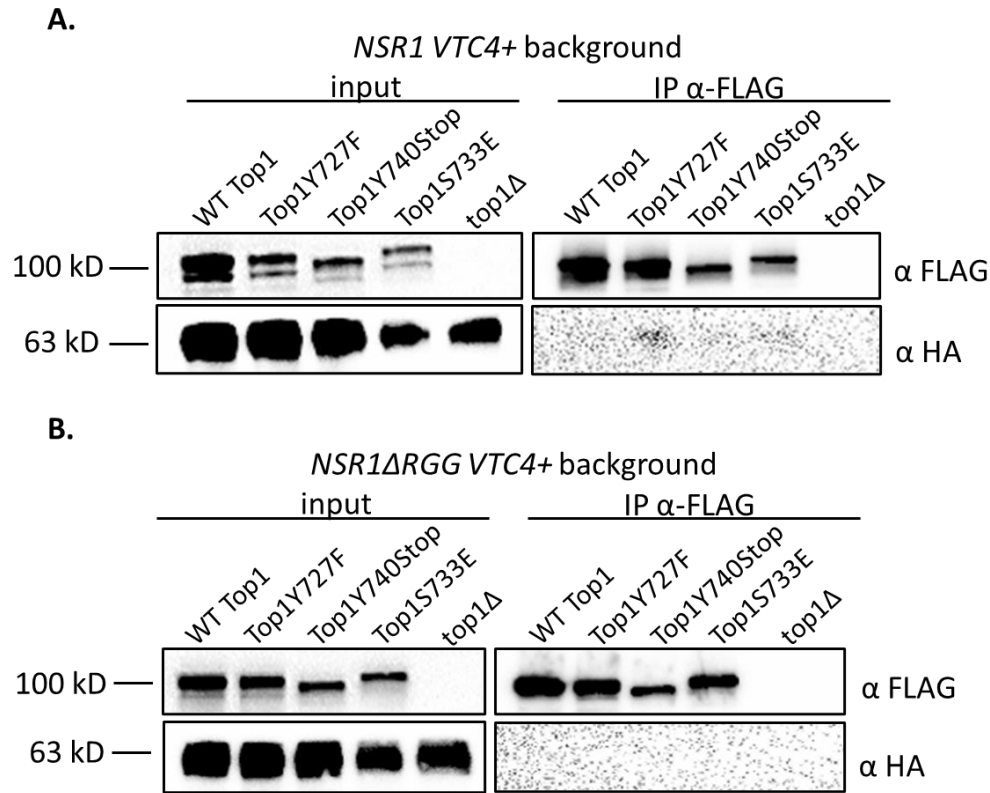 A.
NSR1 VTC4+ background
input IP α-FLAG
WT Top1 Top1Y727F Top1Y740Stop Top1S733E top1Δ WT Top1 Top1Y727F Top1Y740Stop Top1S733E top1Δ
100 kD α FLAG
63 kD α HA
B.
NSR1ΔRGG VTC4+ background
input IP α-FLAG
WT Top1 Top1Y727F Top1Y740Stop Top1S733E top1Δ WT Top1 Top1Y727F Top1Y740Stop Top1S733E top1Δ
100 kD α FLAG
63 kD α HA